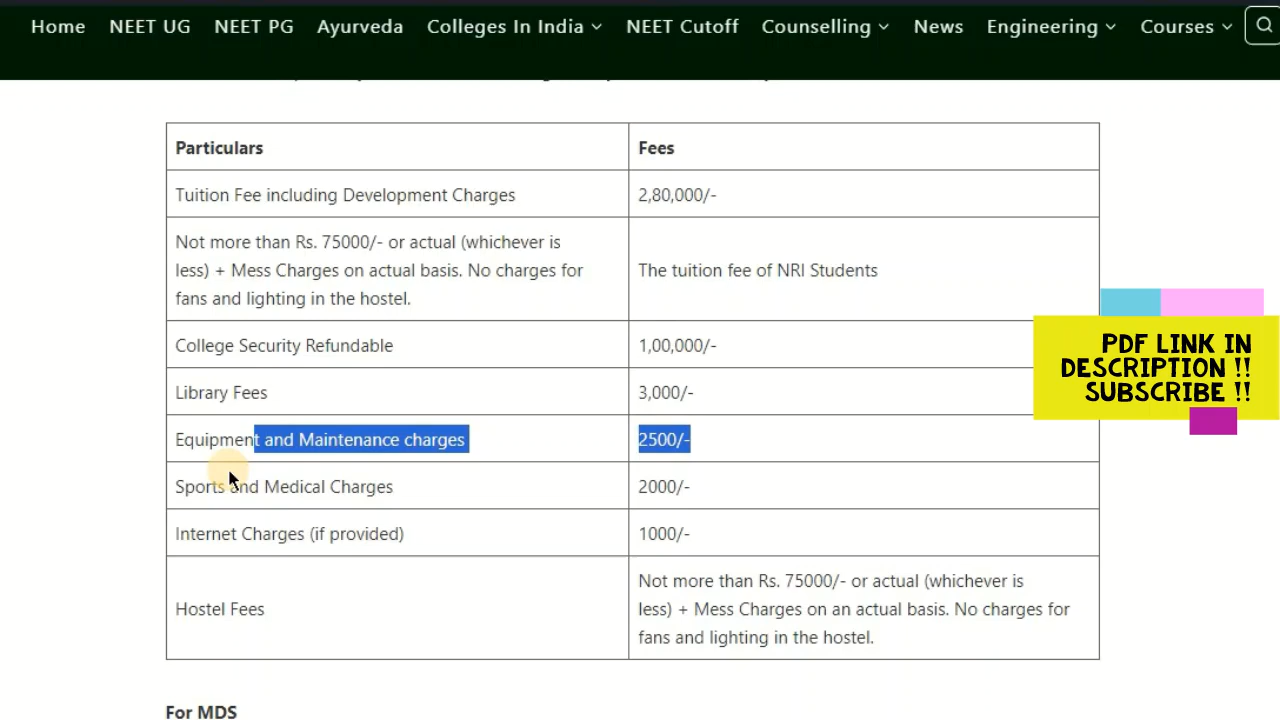 Home NEET UG NEET PG Ayurveda Colleges In India NEET Cutoff Counselling News Engineering Courses
Particulars Fees
Tuition Fee including Development Charges 2,80,000/-
Not more than Rs. 75000/- or actual (whichever is
less) + Mess Charges on actual basis. No charges for
fans and lighting in the hostel.
The tuition fee of NRI Students
College Security Refundable 1,00,000/-
Library Fees 3,000/-
Equipment and Maintenance charges 2500/-
Sports and Medical Charges 2000/-
Internet Charges (if provided) 1000/-
Hostel Fees
Not more than Rs. 75000/- or actual (whichever is
less) + Mess Charges on an actual basis. No charges for
fans and lighting in the hostel.
For MDS
PDF LINK IN
DESCRIPTION !!
SUBSCRIBE !!